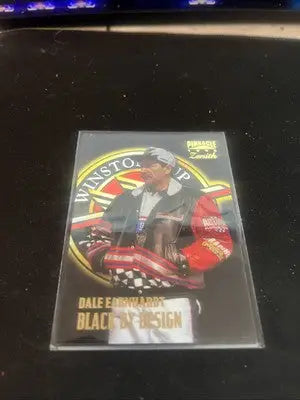 PINNACLE
Zenith
WINSTON CUP
DALE EARNHARDT
BLACK BY DESIGN